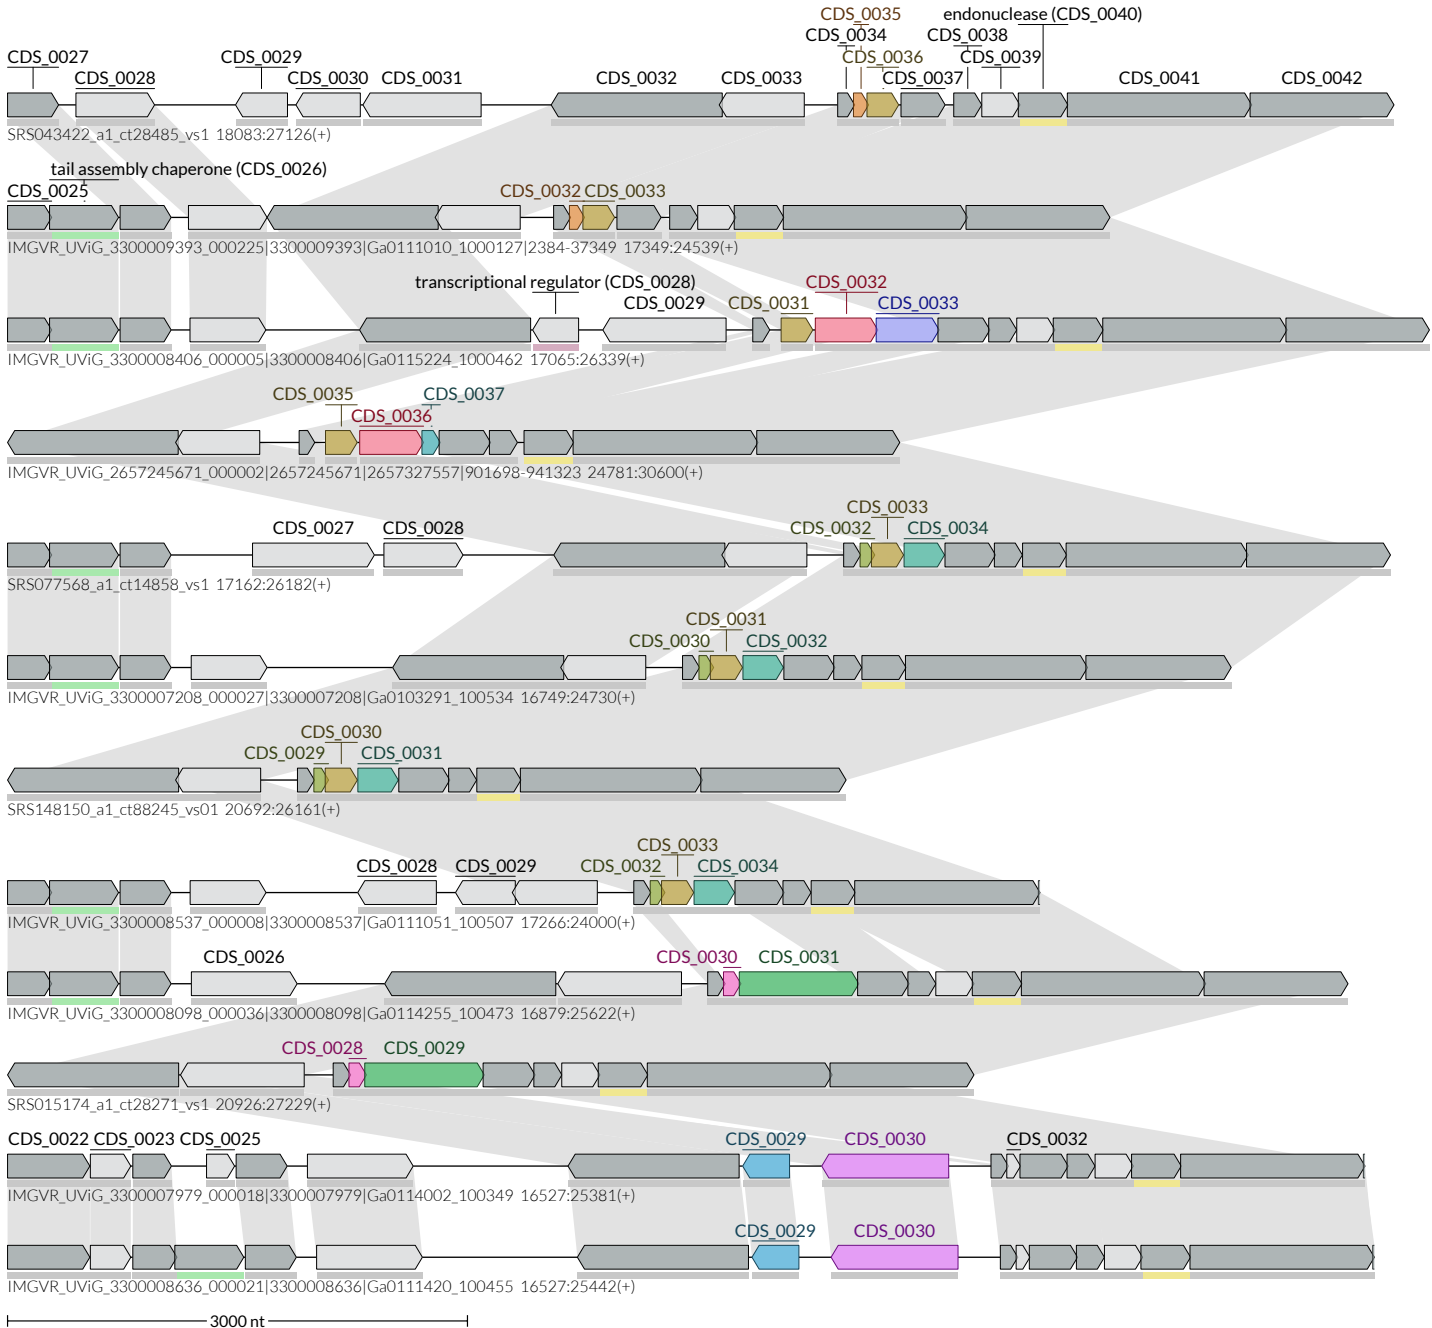 CDS_0035
endonuclease (CDS_0040)
CDS_0034 CDS_0038
CDS_0027 CDS_0029 CDS_0036 CDS_0039
CDS_0028 CDS_0030 CDS_0031 CDS_0032 CDS_0033 CDS_0037 CDS_0041 CDS_0042
SRS043422_a1_ct28485_vs1 18083:27126(+)
tail assembly chaperone (CDS_0026)
CDS_0025 CDS_0032 CDS_0033
IMGVR_UViG_3300009393_000225|3300009393|Ga0111010_1000127|2384-37349 17349:24539(+)
transcriptional regulator (CDS_0028) CDS_0032
CDS_0029 CDS_0031 CDS_0033
IMGVR_UViG_3300008406_000005|3300008406|Ga0115224_1000462 17065:26339(+)
CDS_0035 CDS_0037
CDS_0036
IMGVR_UViG_2657245671_000002|2657245671|2657327557|901698-941323 24781:30600(+)
CDS_0033
CDS_0027 CDS_0028 CDS_0032 CDS_0034
SRS077568_a1_ct14858_vs1 17162:26182(+)
CDS_0031
CDS_0030 CDS_0032
IMGVR_UViG_3300007208_000027|3300007208|Ga0103291_100534 16749:24730(+)
CDS_0030
CDS_0029 CDS_0031
SRS148150_a1_ct88245_vs01 20692:26161(+)
CDS_0033
CDS_0028 CDS_0029 CDS_0032 CDS_0034
IMGVR_UViG_3300008537_000008|3300008537|Ga0111051_100507 17266:24000(+)
CDS_0026 CDS_0030 CDS_0031
IMGVR_UViG_3300008098_000036|3300008098|Ga0114255_100473 16879:25622(+)
CDS_0028 CDS_0029
SRS015174_a1_ct28271_vs1 20926:27229(+)
CDS_0022 CDS_0023 CDS_0025 CDS_0029 CDS_0030 CDS_0032
IMGVR_UViG_3300007979_000018|3300007979|Ga0114002_100349 16527:25381(+)
CDS_0029 CDS_0030
IMGVR_UViG_3300008636_000021|3300008636|Ga0111420_100455 16527:25442(+)
3000 nt